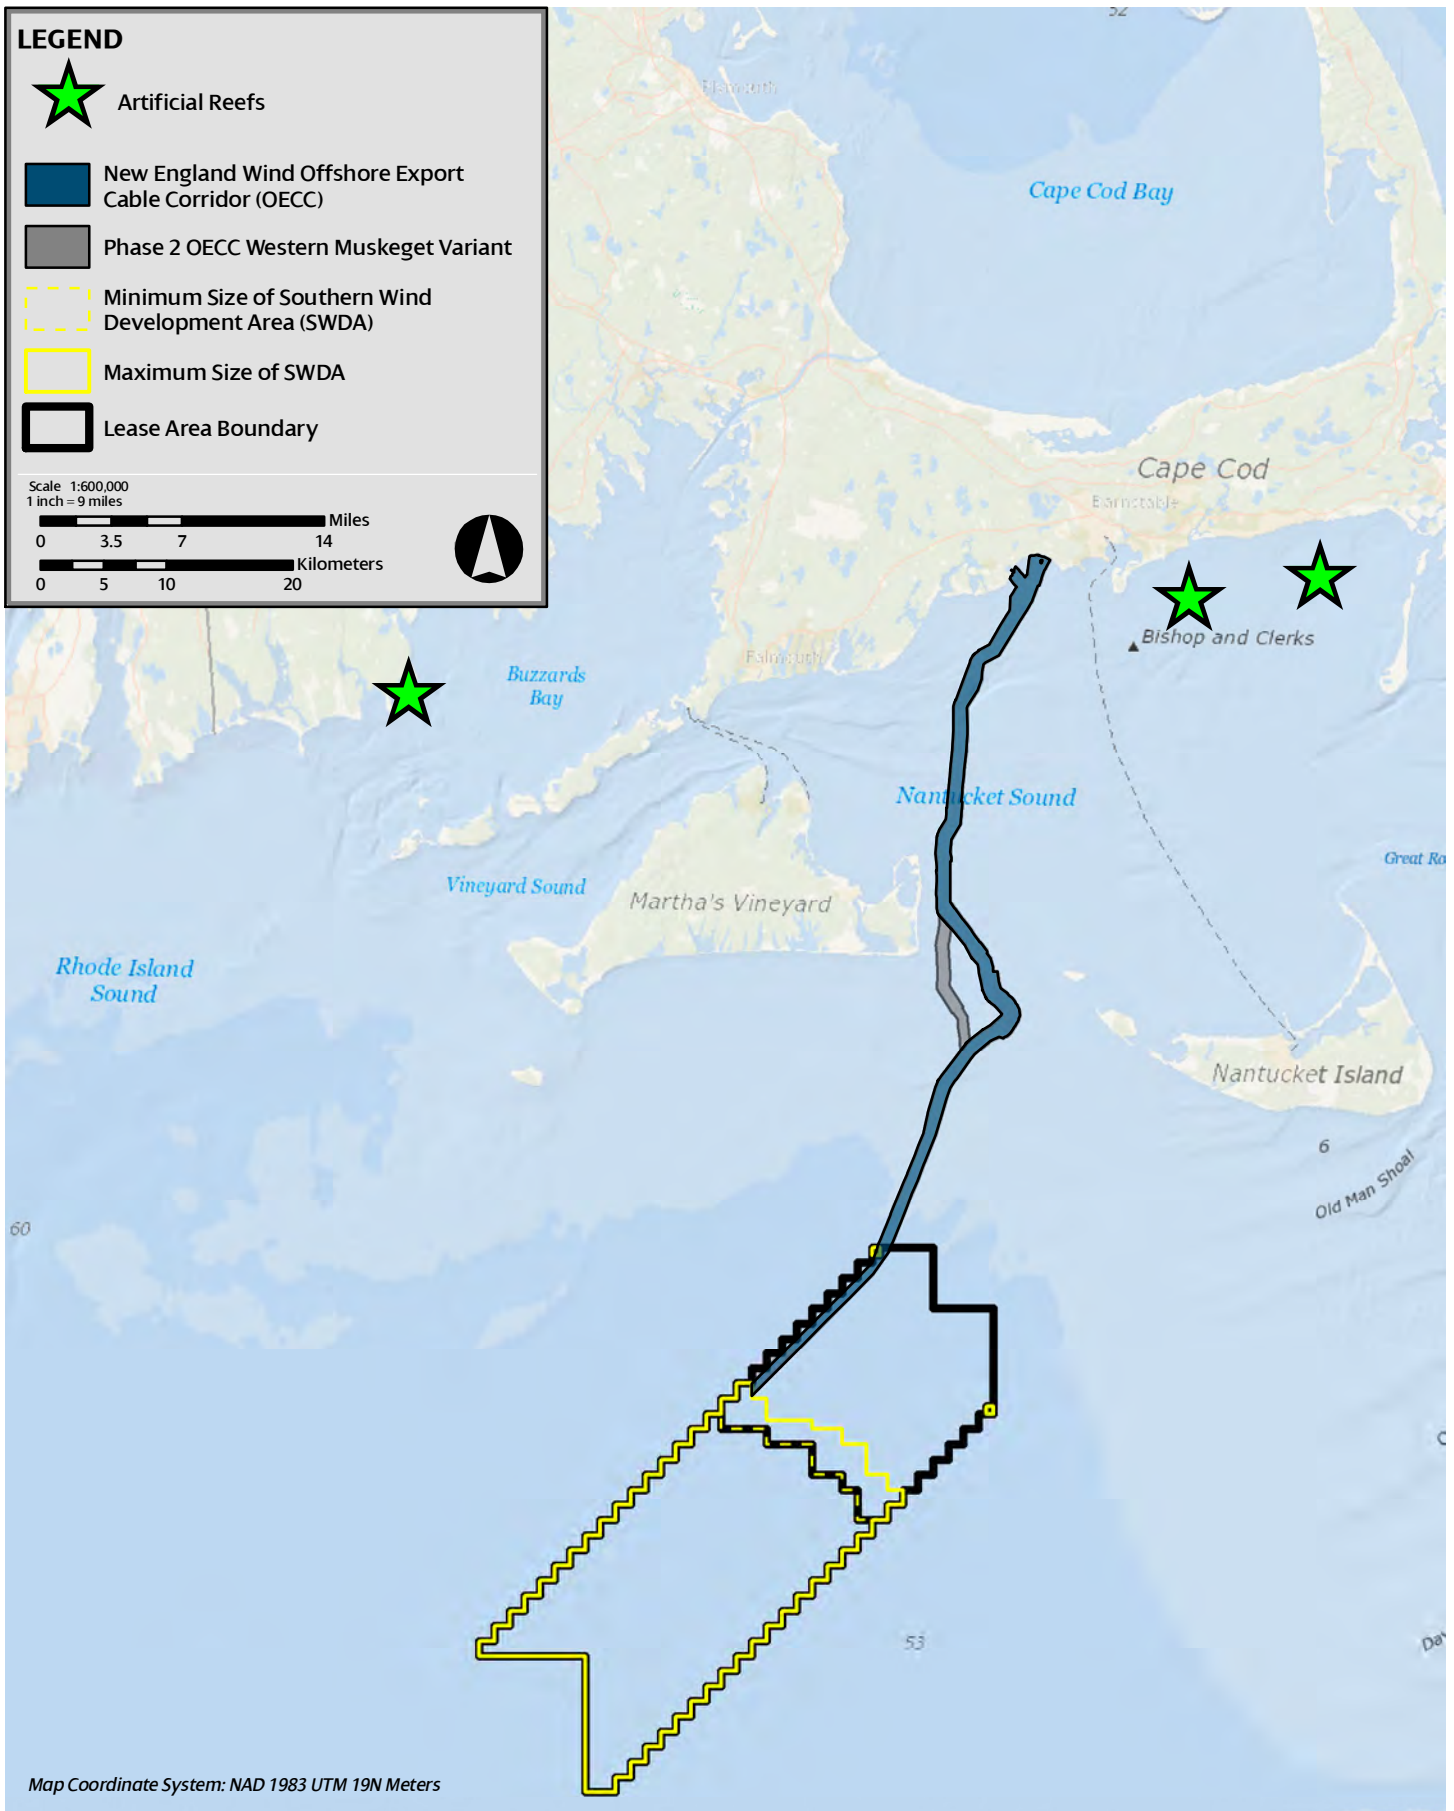 LEGEND
Artificial Reefs
New England Wind Offshore Export
Cable Corridor (OECC)
Phase 2 OECC Western Muskeget Variant
Minimum Size of Southern Wind
Development Area (SWDA)
Maximum Size of SWDA
Lease Area Boundary
Scale 1:600,000
1 inch = 9 miles
Miles
0 3.5 7 14
Kilometers
0 5 10 20
52
Cape Cod Bay
Cape Cod
Barnstable
Bishop and Clerks
Falmouth
Buzzards
Bay
Nantucket Sound
Great Ro
Vineyard Sound
Martha's Vineyard
Rhode Island
Sound
Nantucket Island
6
Old Man Shoal
60
53
Map Coordinate System: NAD 1983 UTM 19N Meters